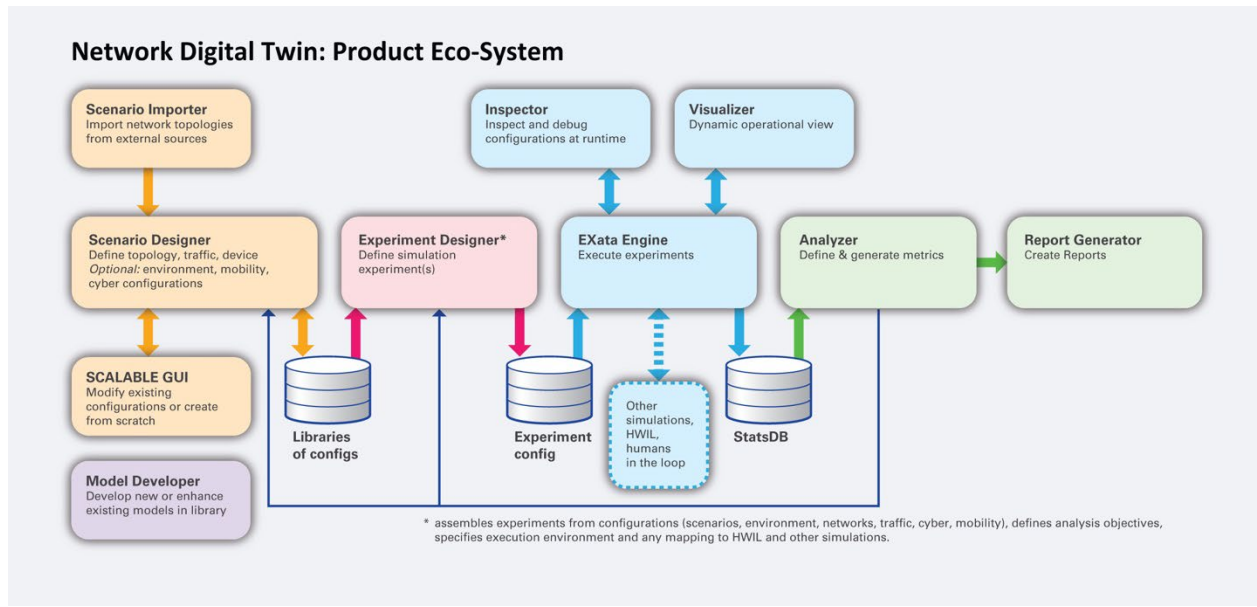 Network Digital Twin: Product Eco-System
Scenario Importer
Import network topologies
from external sources
Inspector
Inspect and debug
configurations at runtime
Visualizer
Dynamic operational view
Scenario Designer
Define topology, traffic, device
Optional: environment, mobility,
cyber configurations
Experiment Designer*
Define simulation
experiment(s)
EXata Engine
Execute experiments
Analyzer
Define & generate metrics
Report Generator
Create Reports
SCALABLE GUI
Modify existing
configurations or create
from scratch
Libraries
of configs
Experiment
config
Other
simulations,
HWIL,
humans
in the loop
StatsDB
Model Developer
Develop new or enhance
existing models in library
* assembles experiments from configurations (scenarios, environment, networks, traffic, cyber, mobility), defines analysis objectives,
specifies execution environment and any mapping to HWIL and other simulations.